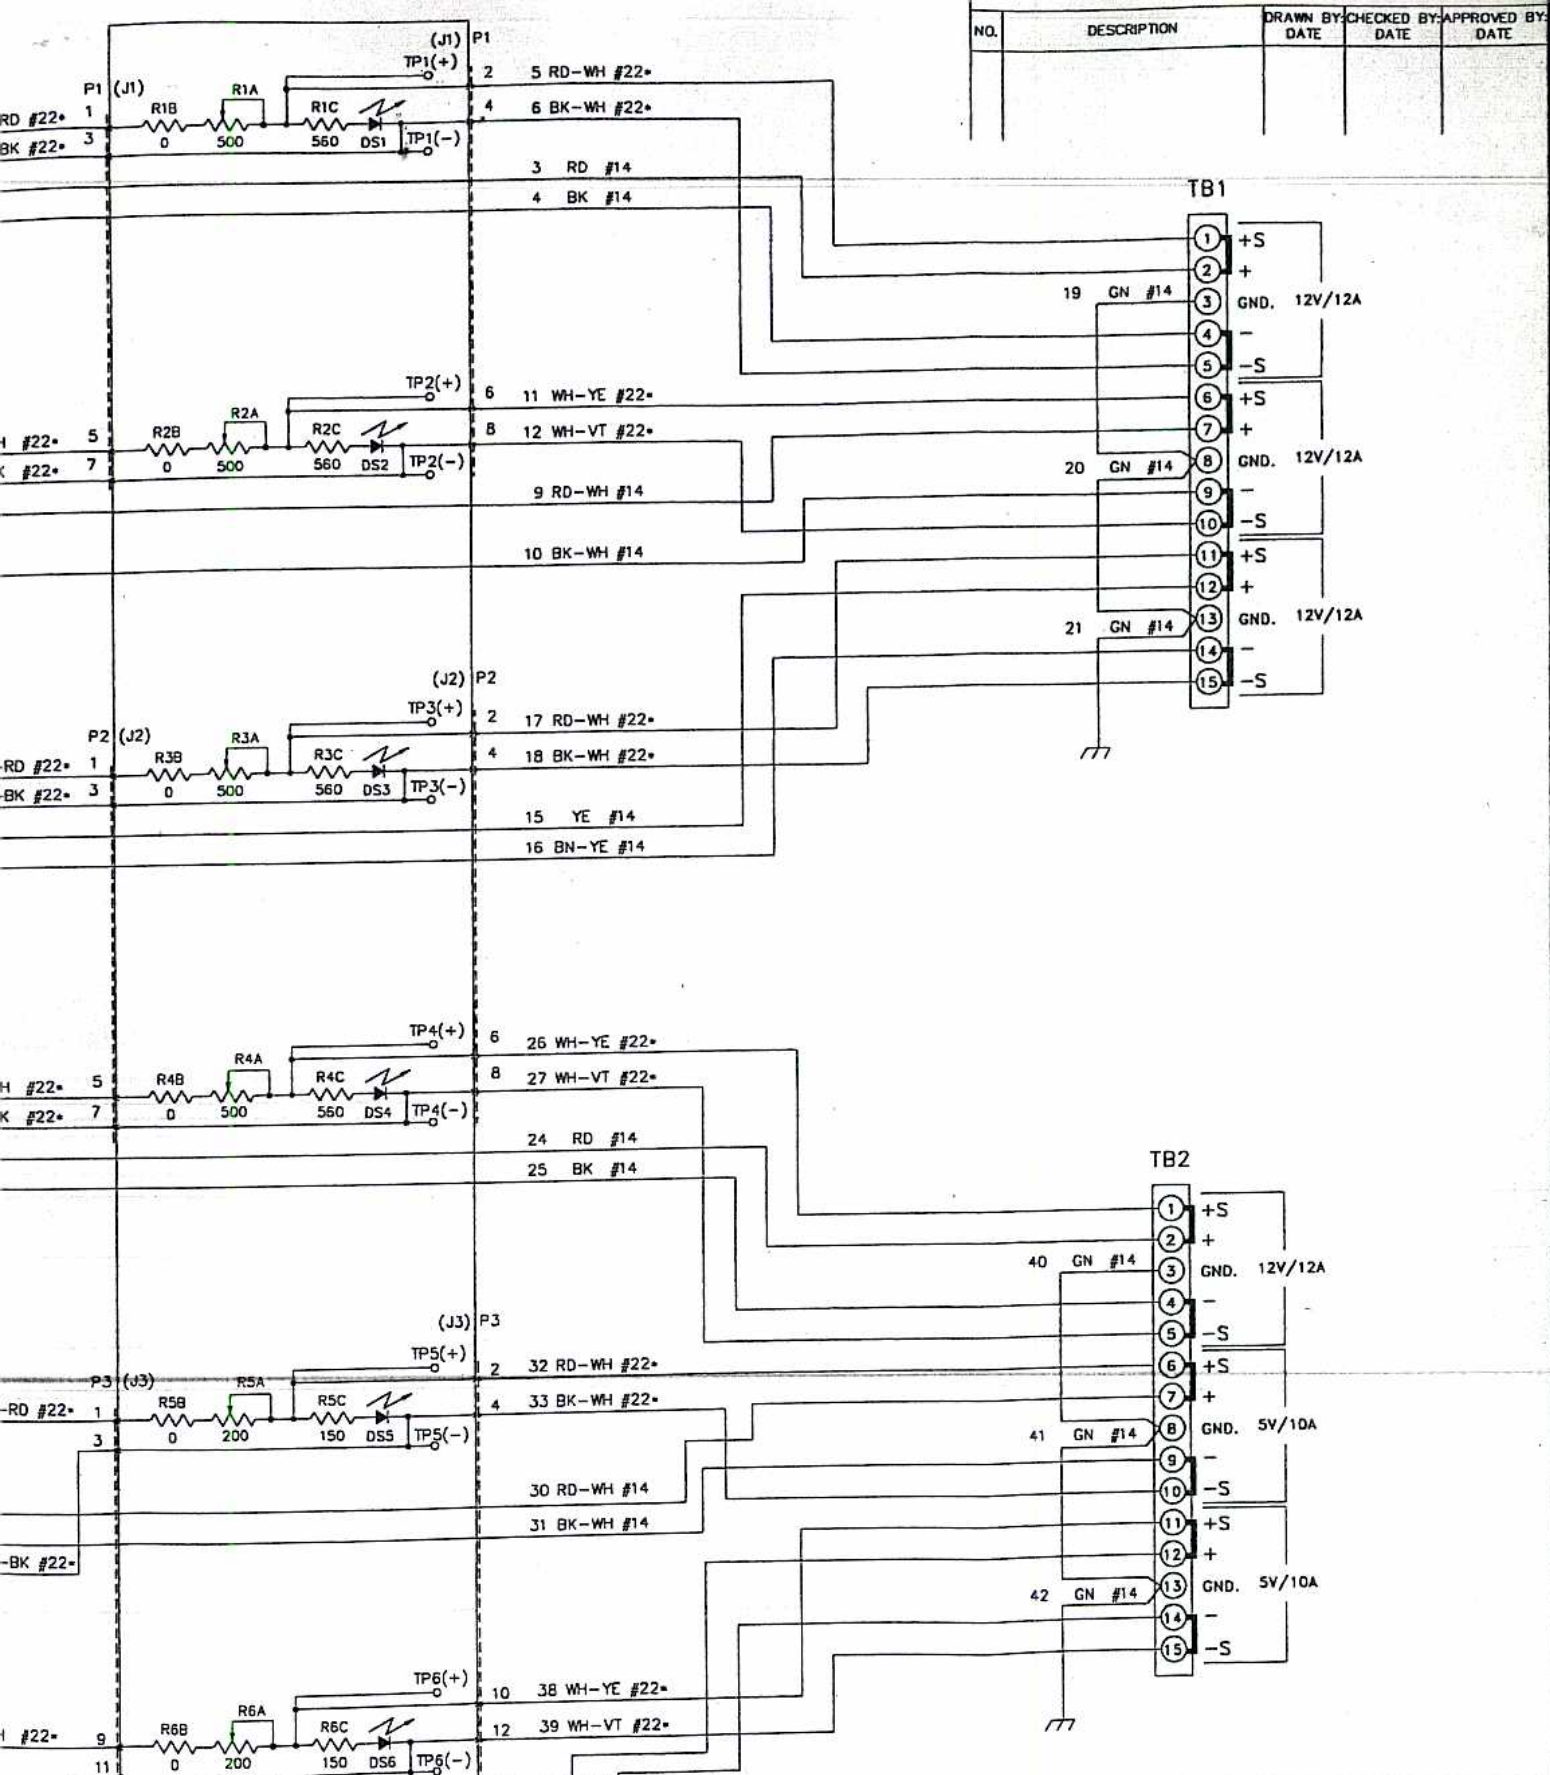 NO. DESCRIPTION DRAWN BY: DATE CHECKED BY: DATE APPROVED BY: DATE
(J1) P1
TP1(+)
2 5 RD-WH #22*
P1 (J1)
R1B R1A R1C 4 6 BK-WH #22*
RD #22* 1
0 500 560 DS1 TP1(-)
BK #22* 3
3 RD #14
4 BK #14
TB1
1 +S
2 +
19 GN #14 3 GND. 12V/12A
4 -
5 -S
TP2(+)
6 11 WH-YE #22* 6 +S
R2B R2A R2C 8 12 WH-VT #22* 7 +
#22* 5
0 500 560 DS2 TP2(-) 20 GN #14 8 GND. 12V/12A
#22* 7
9 RD-WH #14 9 -
10 -S
10 BK-WH #14 11 +S
12 +
21 GN #14 13 GND. 12V/12A
14 -
15 -S
(J2) P2
TP3(+)
2 17 RD-WH #22*
P2 (J2)
R3B R3A R3C 4 18 BK-WH #22*
-RD #22* 1
0 500 560 DS3 TP3(-)
-BK #22* 3
15 YE #14
16 BN-YE #14
TP4(+)
6 26 WH-YE #22*
R4B R4A R4C 8 27 WH-VT #22*
H #22* 5
0 500 560 DS4 TP4(-)
K #22* 7
24 RD #14
25 BK #14
TB2
1 +S
2 +
40 GN #14 3 GND. 12V/12A
4 -
5 -S
(J3) P3
TP5(+)
2 32 RD-WH #22* 6 +S
P3 (J3)
R5B R5A R5C 4 33 BK-WH #22* 7 +
-RD #22* 1
0 200 150 DS5 TP5(-) 41 GN #14 8 GND. 5V/10A
3
9 -
30 RD-WH #14 10 -S
31 BK-WH #14 11 +S
-BK #22* 12 +
42 GN #14 13 GND. 5V/10A
14 -
15 -S
TP6(+)
10 38 WH-YE #22*
R6B R6A R6C 12 39 WH-VT #22*
#22* 9
0 200 150 DS6 TP6(-)
11